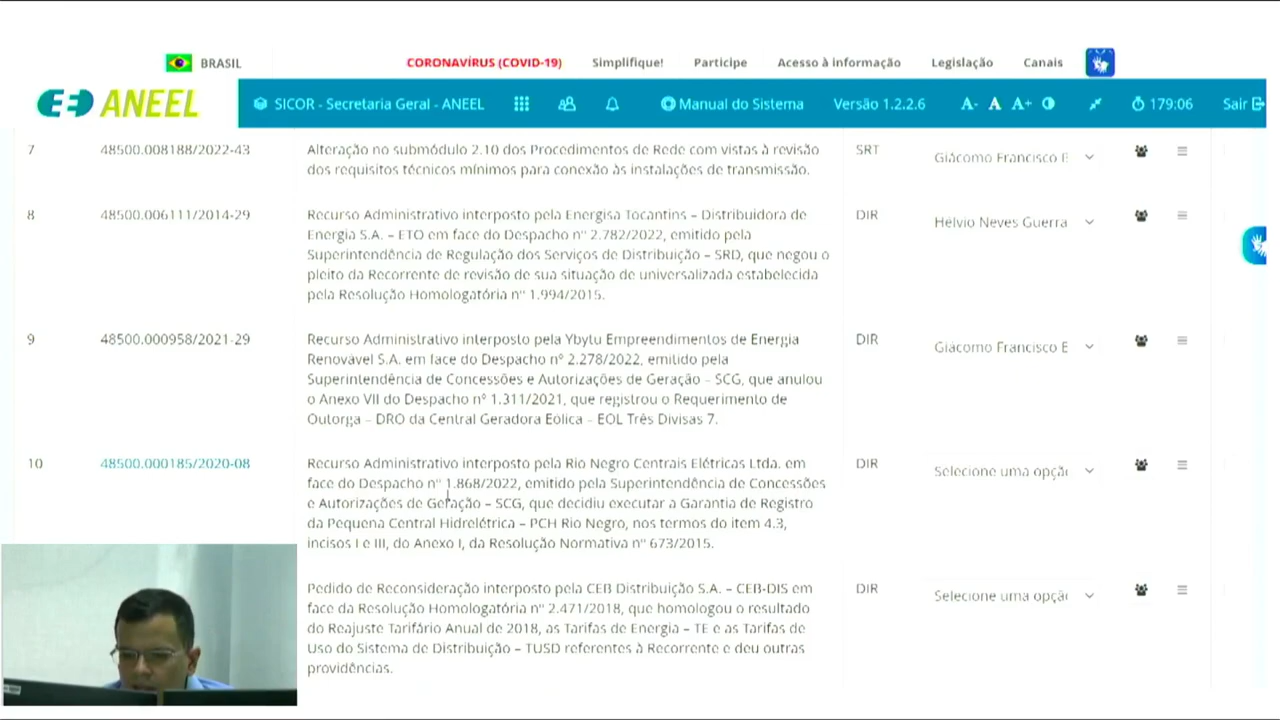 BRASIL CORONAVÍRUS (COVID-19) Simplifique! Participe Acesso à informação Legislação Canais
ANEEL SICOR - Secretaria Geral - ANEEL Manual do Sistema Versão 1.2.2.6 A- A A+ 179:06 Sair
7 48500.008188/2022-43 Alteração no submódulo 2.10 dos Procedimentos de Rede com vistas à revisão SRT Giácomo Francisco B
dos requisitos técnicos mínimos para conexão às instalações de transmissão.
8 48500.006111/2014-29 Recurso Administrativo interposto pela Energisa Tocantins – Distribuidora de DIR Hélvio Neves Guerra
Energia S.A. – ETO em face do Despacho nº 2.782/2022, emitido pela
Superintendência de Regulação dos Serviços de Distribuição – SRD, que negou o
pleito da Recorrente de revisão de sua situação de universalizada estabelecida
pela Resolução Homologatória nº 1.994/2015.
9 48500.000958/2021-29 Recurso Administrativo interposto pela Ybytu Empreendimentos de Energia DIR Giácomo Francisco B
Renovável S.A. em face do Despacho nº 2.278/2022, emitido pela
Superintendência de Concessões e Autorizações de Geração – SCG, que anulou
o Anexo VII do Despacho nº 1.311/2021, que registrou o Requerimento de
Outorga – DRO da Central Geradora Eólica – EOL Três Divisas 7.
10 48500.000185/2020-08 Recurso Administrativo interposto pela Rio Negro Centrais Elétricas Ltda. em DIR Selecione uma opçã
face do Despacho nº 1.868/2022, emitido pela Superintendência de Concessões
e Autorizações de Geração – SCG, que decidiu executar a Garantia de Registro
da Pequena Central Hidrelétrica – PCH Rio Negro, nos termos do item 4.3,
incisos I e III, do Anexo I, da Resolução Normativa nº 673/2015.
Pedido de Reconsideração interposto pela CEB Distribuição S.A. – CEB-DIS em DIR Selecione uma opçã
face da Resolução Homologatória nº 2.471/2018, que homologou o resultado
do Reajuste Tarifário Anual de 2018, as Tarifas de Energia – TE e as Tarifas de
Uso do Sistema de Distribuição – TUSD referentes à Recorrente e deu outras
providências.